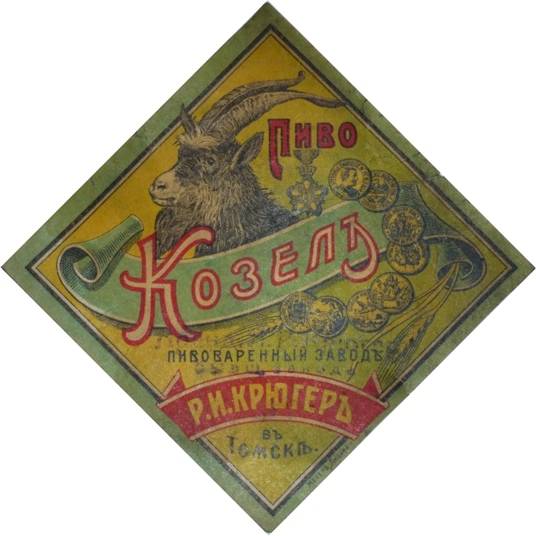 Пиво
Козелъ
ПИВОВАРЕННЫЙ ЗАВОДЪ
Р.И.КРЮГЕРЪ
ВЪ
Томскѣ.